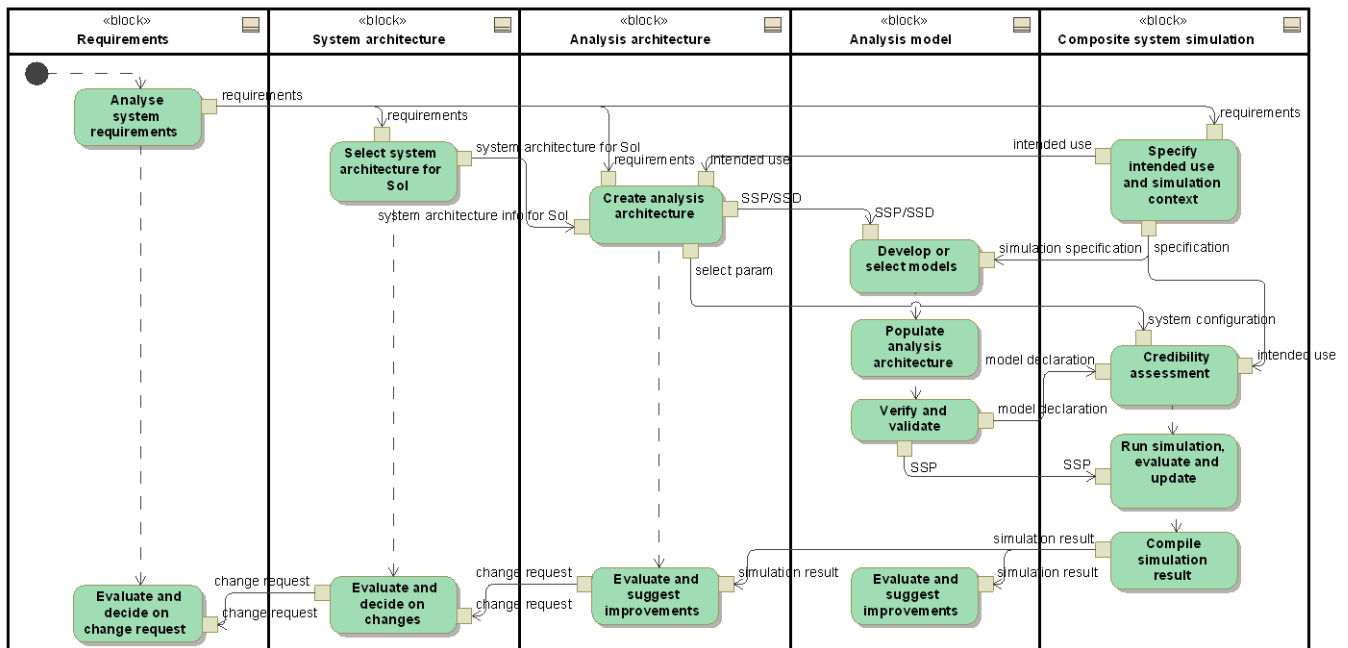 «block»
Requirements
«block»
System architecture
«block»
Analysis architecture
«block»
Analysis model
«block»
Composite system simulation
Analyse
system
requirements
requirements
requirements
Select system
architecture for
SoI
system architecture for SoI
system architecture info for SoI
requirements
intended use
Create analysis
architecture
SSP/SSD
select param
SSP/SSD
Develop or
select models
simulation specification
Populate
analysis
architecture
Verify and
validate
model declaration
SSP
requirements
intended use
Specify
intended use
and simulation
context
specification
system configuration
model declaration
Credibility
assessment
intended use
SSP
Run simulation,
evaluate and
update
simulation result
Compile
simulation
result
simulation result
Evaluate and
suggest
improvements
simulation result
Evaluate and
suggest
improvements
change request
change request
Evaluate and
decide on
changes
change request
change request
Evaluate and
decide on
change request